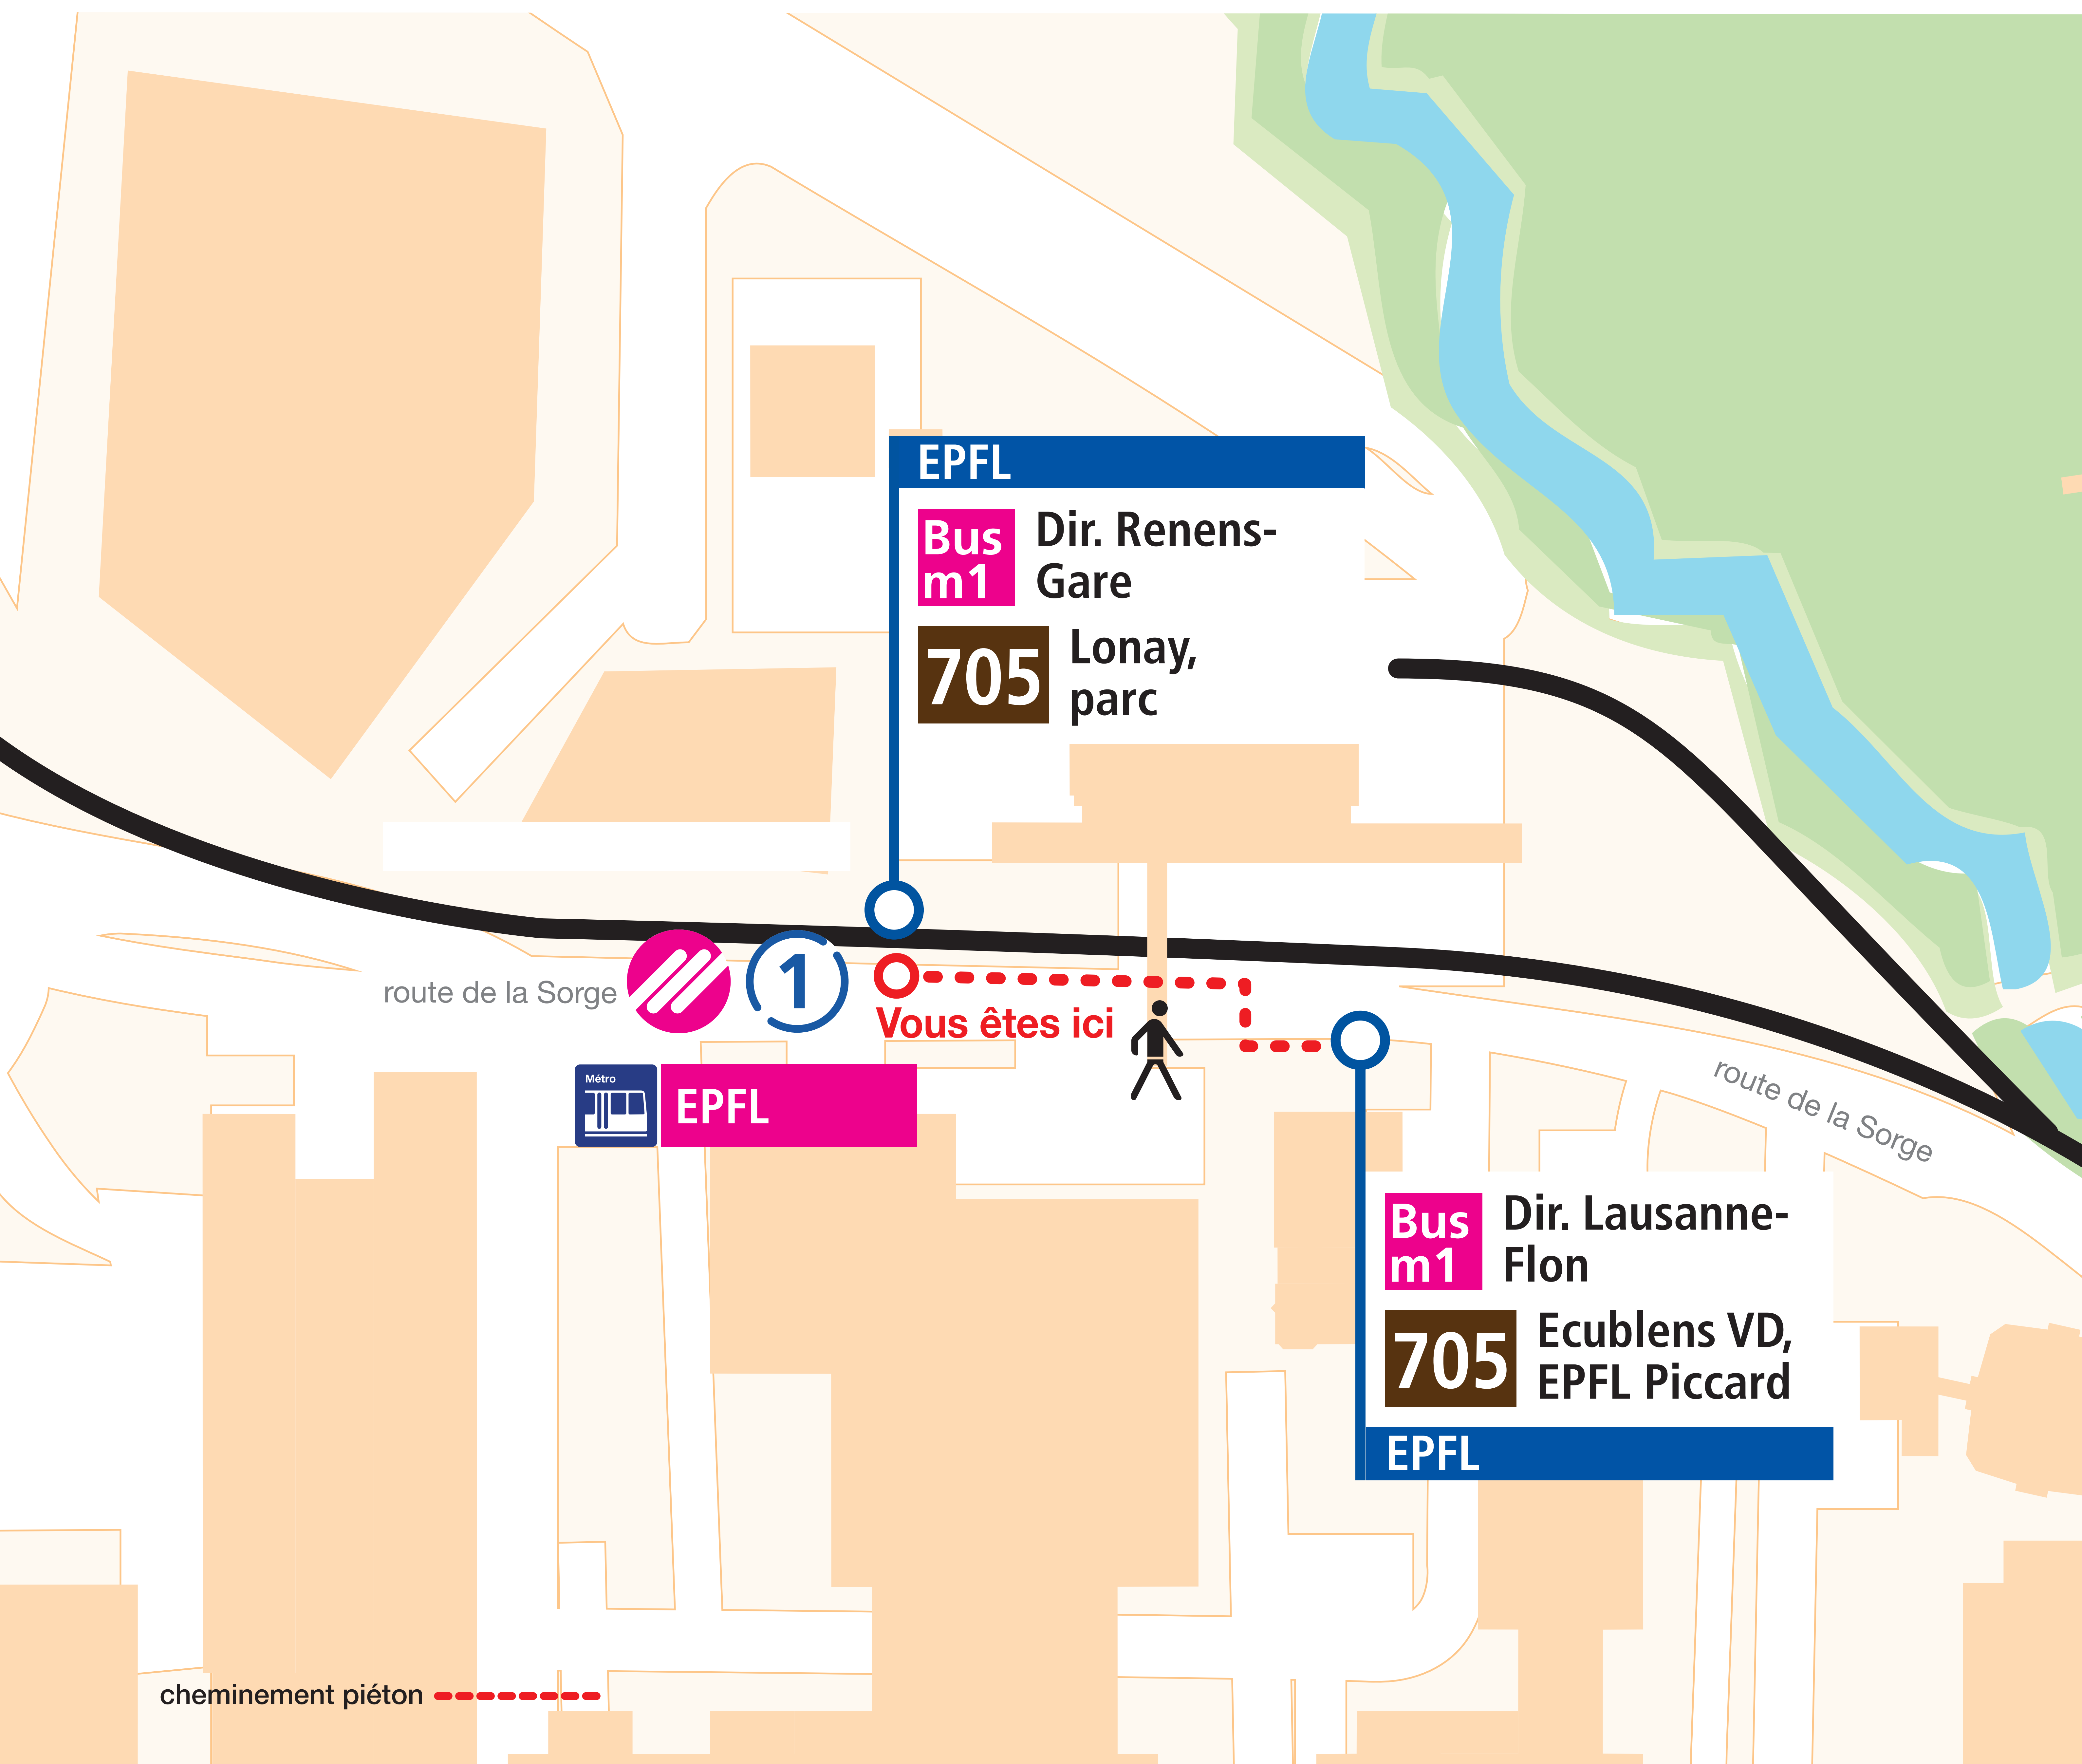 EPFL
Bus
m1
Dir. Renens-
Gare
705
Lonay,
parc
route de la Sorge
1
Vous êtes ici
Métro
EPFL
route de la Sorge
Bus
m1
Dir. Lausanne-
Flon
705
Ecublens VD,
EPFL Piccard
EPFL
cheminement piéton